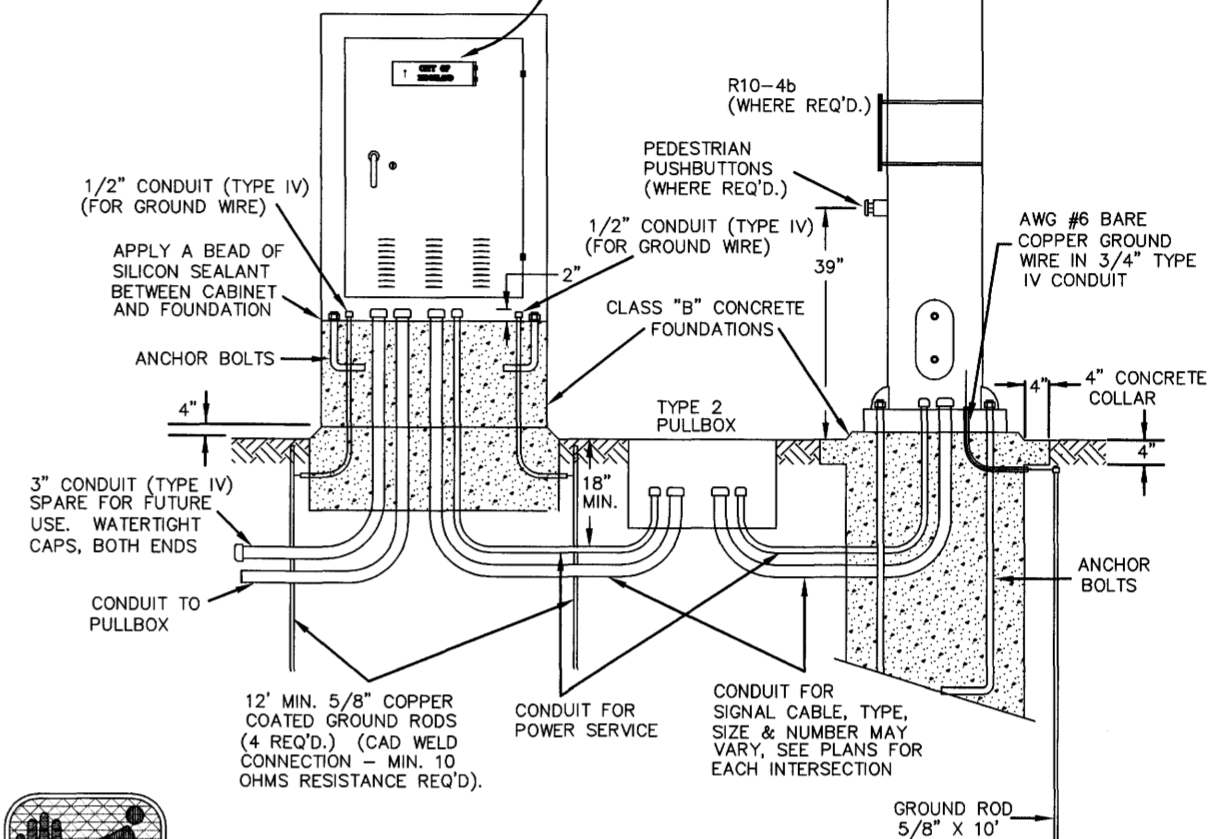 CITY OF
R10-4b
(WHERE REQ'D.)
PEDESTRIAN
PUSHBUTTONS
(WHERE REQ'D.)
1/2" CONDUIT (TYPE IV)
(FOR GROUND WIRE)
1/2" CONDUIT (TYPE IV)
(FOR GROUND WIRE)
AWG #6 BARE
COPPER GROUND
WIRE IN 3/4" TYPE
IV CONDUIT
APPLY A BEAD OF
SILICON SEALANT
BETWEEN CABINET
AND FOUNDATION
2"
39"
CLASS "B" CONCRETE
FOUNDATIONS
ANCHOR BOLTS
4"
TYPE 2
PULLBOX
4"
4" CONCRETE
COLLAR
4"
18"
MIN.
3" CONDUIT (TYPE IV)
SPARE FOR FUTURE
USE. WATERTIGHT
CAPS, BOTH ENDS
ANCHOR
BOLTS
CONDUIT TO
PULLBOX
12' MIN. 5/8" COPPER
COATED GROUND RODS
(4 REQ'D.) (CAD WELD
CONNECTION – MIN. 10
OHMS RESISTANCE REQ'D).
CONDUIT FOR
POWER SERVICE
CONDUIT FOR
SIGNAL CABLE, TYPE,
SIZE & NUMBER MAY
VARY, SEE PLANS FOR
EACH INTERSECTION
GROUND ROD
5/8" X 10'